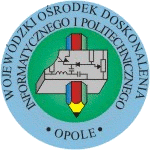 WOJEWÓDZKI OŚRODEK DOSKONALENIA
INFORMATYCZNEGO I POLITECHNICZNEGO
• OPOLE •